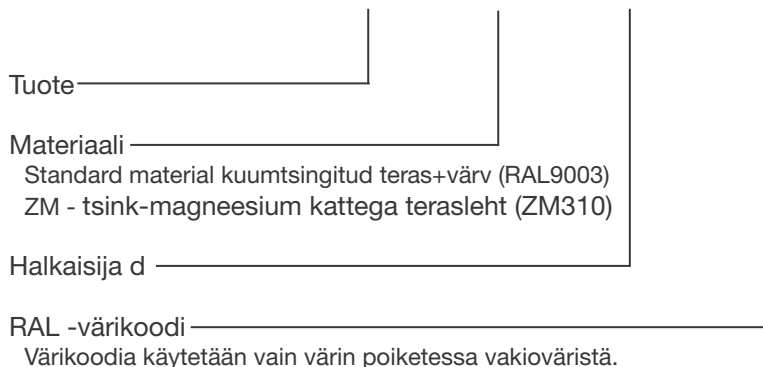 Tuote
Materiaali
Standard material kuumtsingitud teras+värv (RAL9003)
ZM - tsink-magneesium kattega terasleht (ZM310)
Halkaisija d
RAL -värikoodi
Värikoodia käytetään vain värin poiketessa vakioväristä.